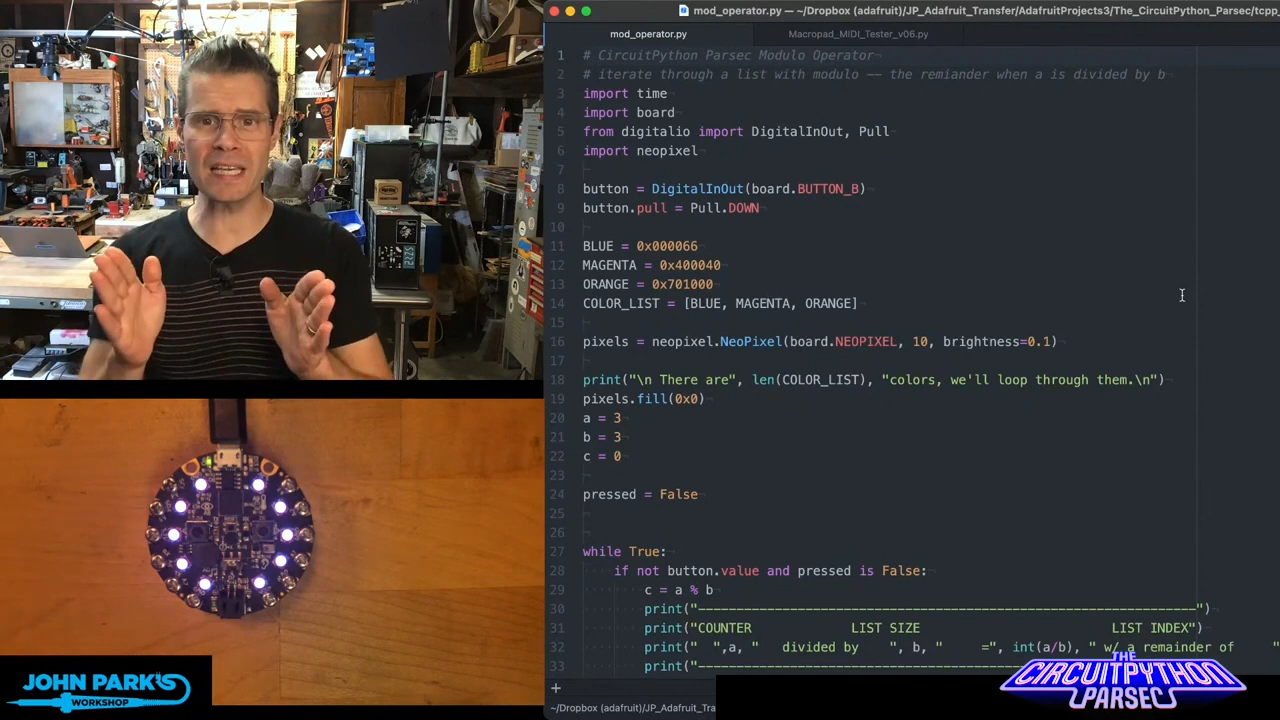 mod_operator.py — ~/Dropbox (adafruit)/JP_Adafruit_Transfer/AdafruitProjects3/The_CircuitPython_Parsec/tcpp
mod_operator.py
Macropad_MIDI_Tester_v06.py
1 # CircuitPython Parsec Modulo Operator
2 # iterate through a list with modulo —— the remiander when a is divided by b
3 import time
4 import board
5 from digitalio import DigitalInOut, Pull
6 import neopixel
7
8 button = DigitalInOut(board.BUTTON_B)
9 button.pull = Pull.DOWN
10
11 BLUE = 0x000066
12 MAGENTA = 0x400040
13 ORANGE = 0x701000
14 COLOR_LIST = [BLUE, MAGENTA, ORANGE]
15
16 pixels = neopixel.NeoPixel(board.NEOPIXEL, 10, brightness=0.1)
17
18 print("\n There are", len(COLOR_LIST), "colors, we'll loop through them.\n")
19 pixels.fill(0x0)
20 a = 3
21 b = 3
22 c = 0
23
24 pressed = False
25
26
27 while True:
28 if not button.value and pressed is False:
29 c = a % b
30 print("—————————————————————————————————————————————————————————————————")
31 print("COUNTER LIST SIZE LIST INDEX")
32 print(" ",a, " divided by ", b, " =", int(a/b), " w/ a remainder of "
33 print("—————————————————————————————————————————
+
~/Dropbox (adafruit)/JP_Adafruit_Tra
JOHN PARK'S
WORKSHOP
THE
CIRCUITPYTHON
PARSEC